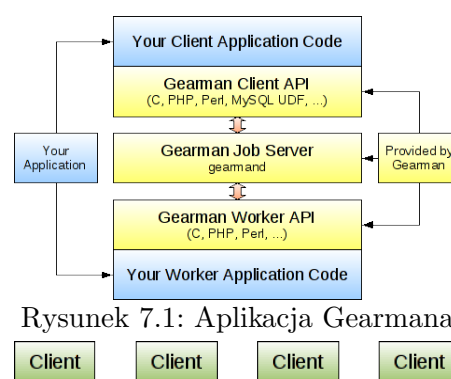 Your Client Application Code
Gearman Client API
(C, PHP, Perl, MySQL UDF, ...)
Your
Application
Gearman Job Server
gearmand
Provided by
Gearman
Gearman Worker API
(C, PHP, Perl, ...)
Your Worker Application Code
Rysunek 7.1: Aplikacja Gearmana
Client
Client
Client
Client